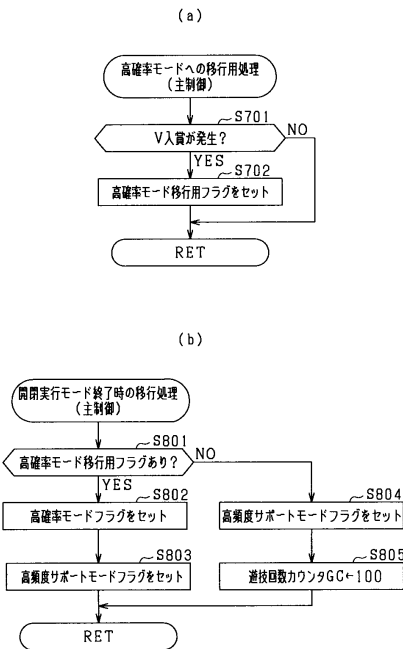 (a)
高確率モードへの移行用処理
(主制御)
S701
V入賞が発生?
NO
YES
S702
高確率モード移行用フラグをセット
RET
(b)
開閉実行モード終了時の移行処理
(主制御)
S801
高確率モード移行用フラグあり?
NO
YES
S802
高確率モードフラグをセット
S804
高頻度サポートモードフラグをセット
S803
高頻度サポートモードフラグをセット
S805
遊技回数カウンタGC←100
RET